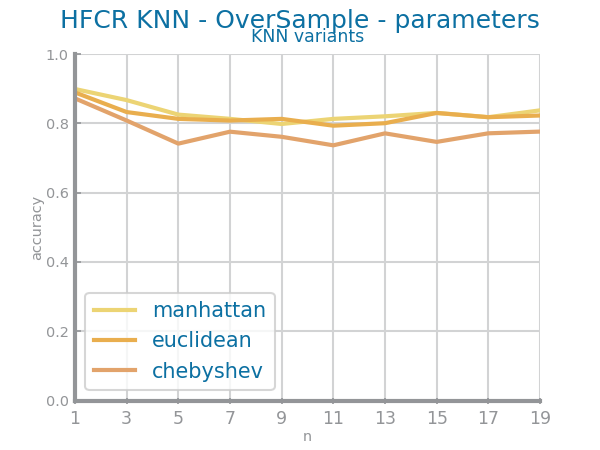 HFCR KNN - OverSample - parameters
KNN variants
1.0
0.8
0.6
0.4
0.2
0.0
accuracy
manhattan
euclidean
chebyshev
1 3 5 7 9 11 13 15 17 19
n